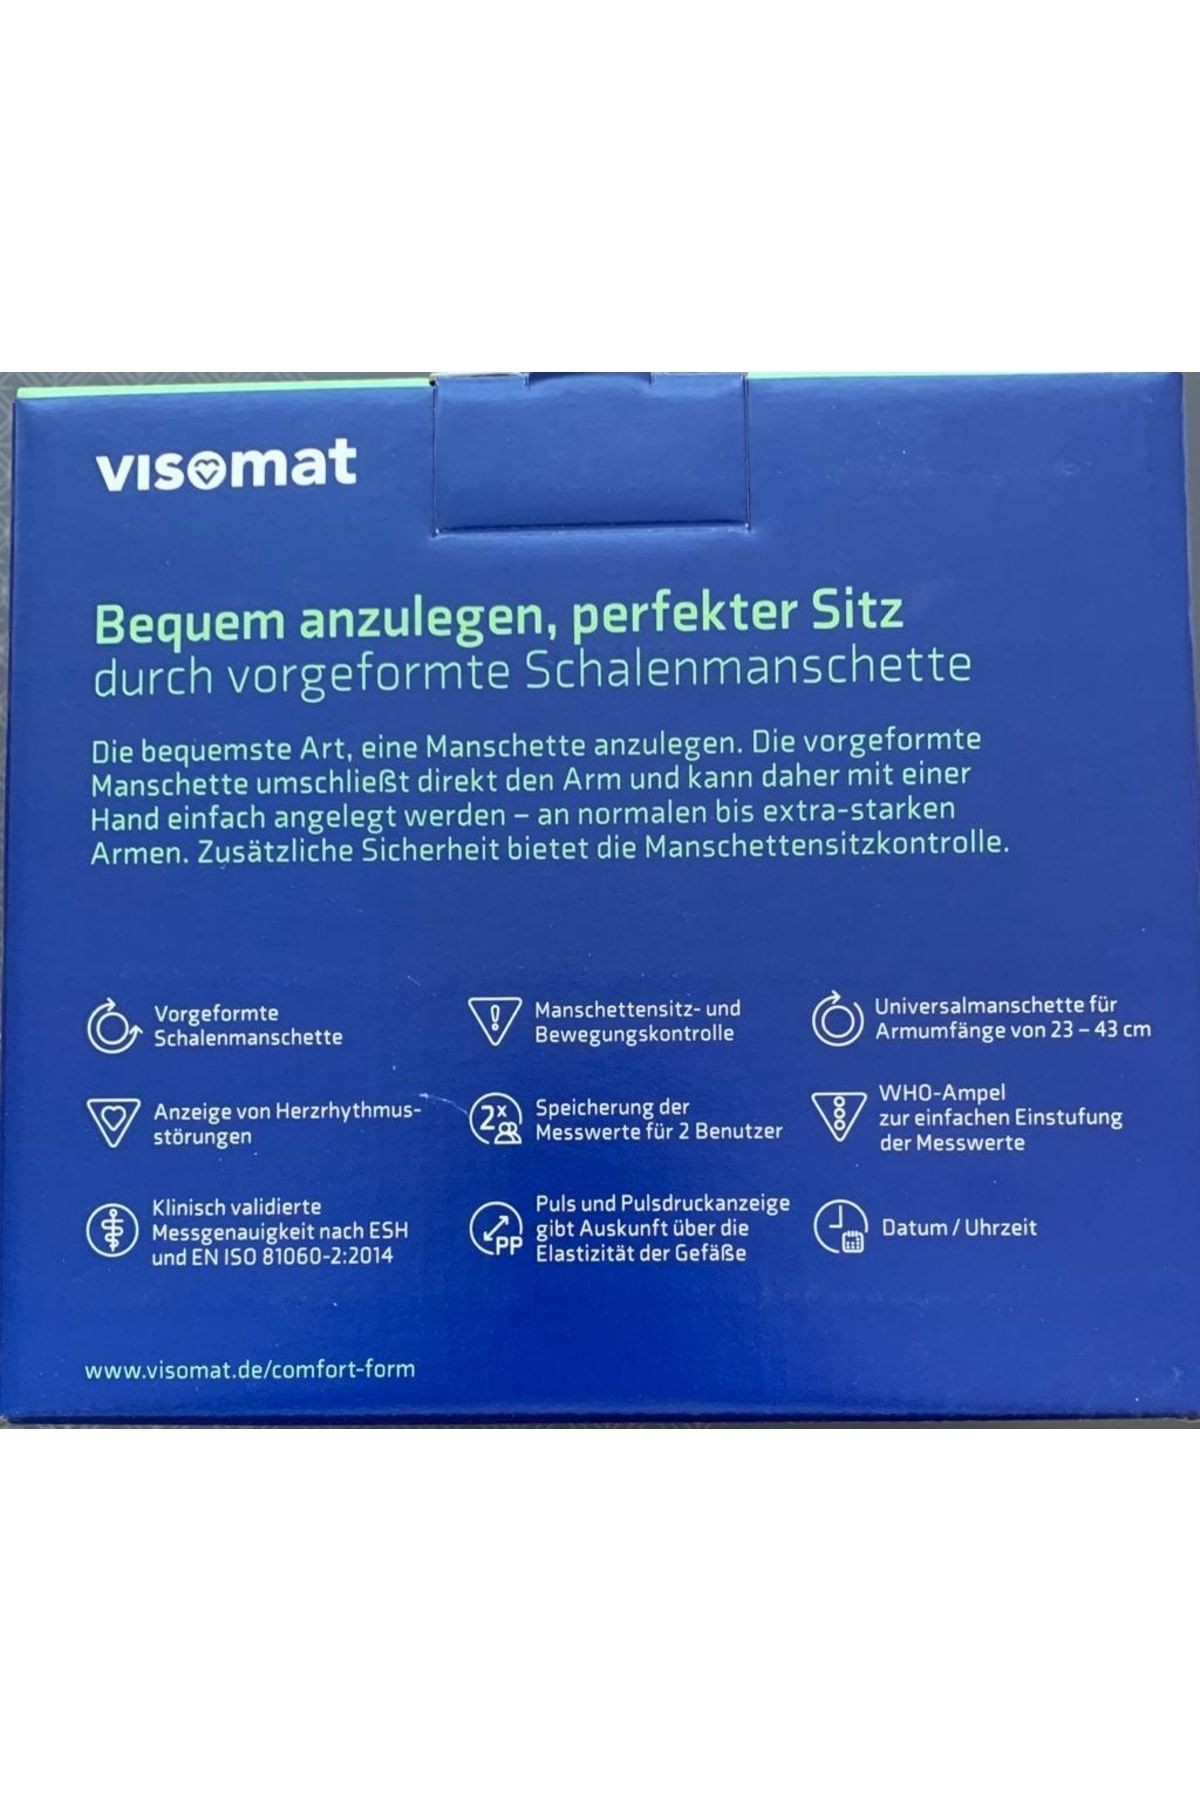 visomat
Bequem anzulegen, perfekter Sitz
durch vorgeformte Schalenmanschette
Die bequemste Art, eine Manschette anzulegen. Die vorgeformte
Manschette umschließt direkt den Arm und kann daher mit einer
Hand einfach angelegt werden – an normalen bis extra-starken
Armen. Zusätzliche Sicherheit bietet die Manschettensitzkontrolle.
Vorgeformte
Schalenmanschette
Manschettensitz- und
Bewegungskontrolle
Universalmanschette für
Armumfänge von 23 – 43 cm
Anzeige von Herzrhythmus-
störungen
2x
Speicherung der
Messwerte für 2 Benutzer
WHO-Ampel
zur einfachen Einstufung
der Messwerte
Klinisch validierte
Messgenauigkeit nach ESH
und EN ISO 81060-2:2014
PP
Puls und Pulsdruckanzeige
gibt Auskunft über die
Elastizität der Gefäße
Datum / Uhrzeit
www.visomat.de/comfort-form